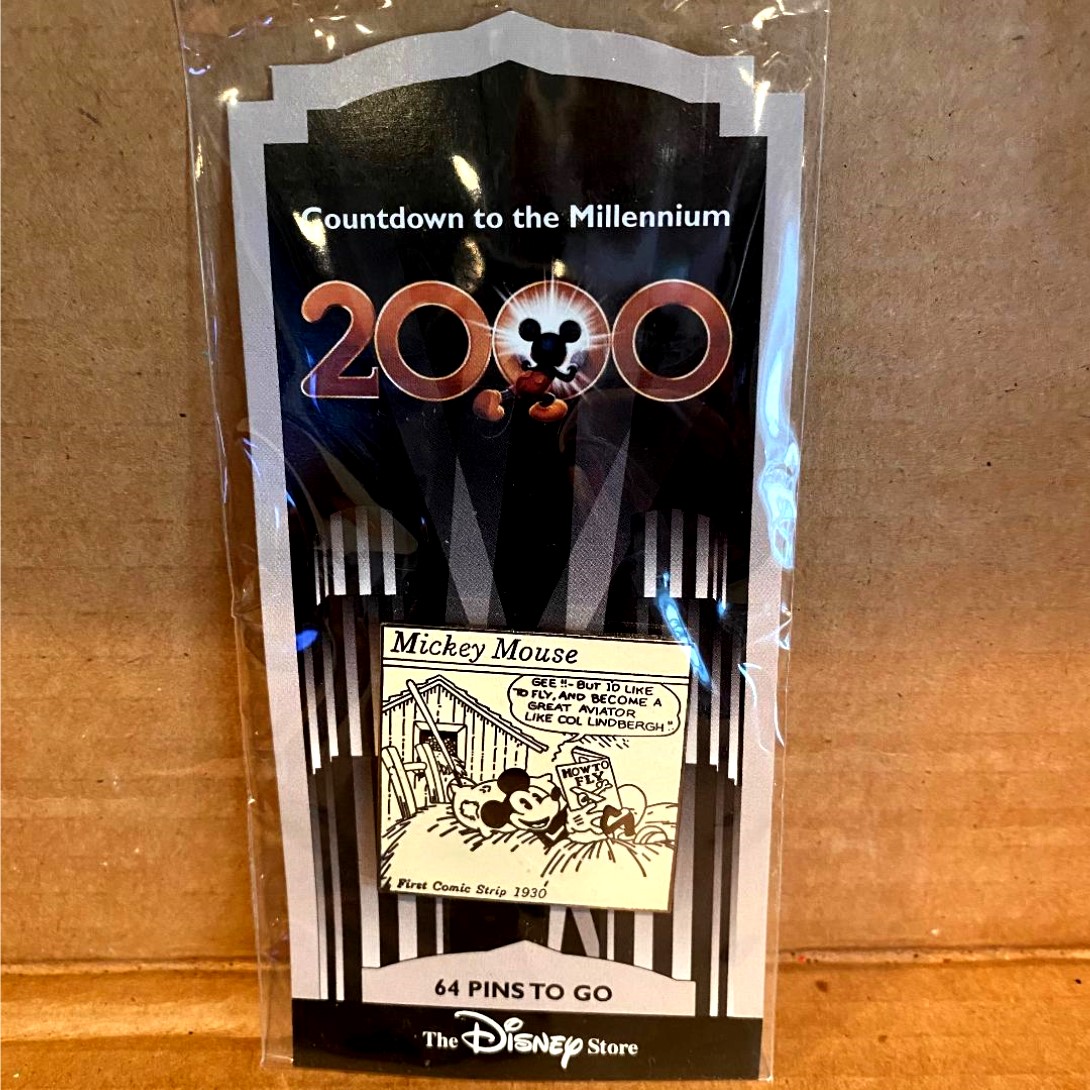 Countdown to the Millennium
2000
Mickey Mouse
GEE!!-BUT I'D LIKE
TO FLY, AND BECOME A
GREAT AVIATOR
LIKE COL LINDBERGH"
HOW TO
FLY
First Comic Strip 1930
64 PINS TO GO
The Disney Store